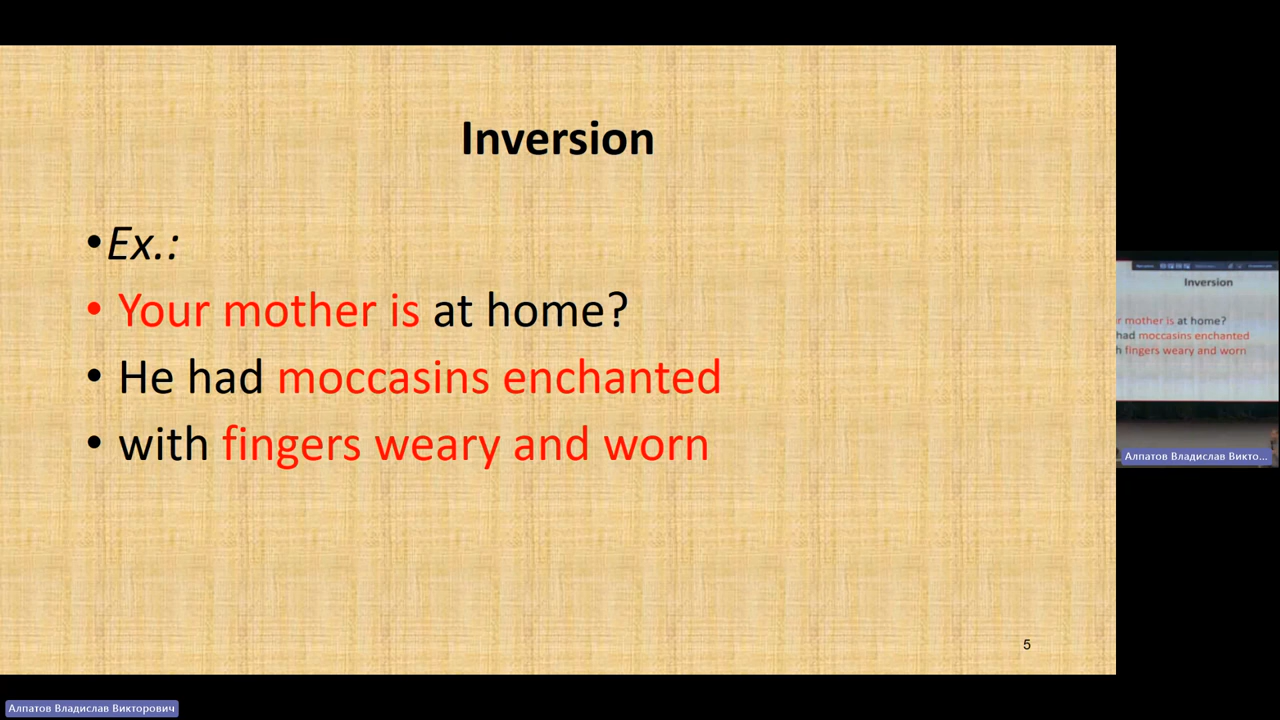 Inversion
•Ex.:
• Your mother is at home?
• He had moccasins enchanted
• with fingers weary and worn
5
Inversion
r mother is at home?
had moccasins enchanted
h fingers weary and worn
Алпатов Владислав Викто...
Алпатов Владислав Викторович